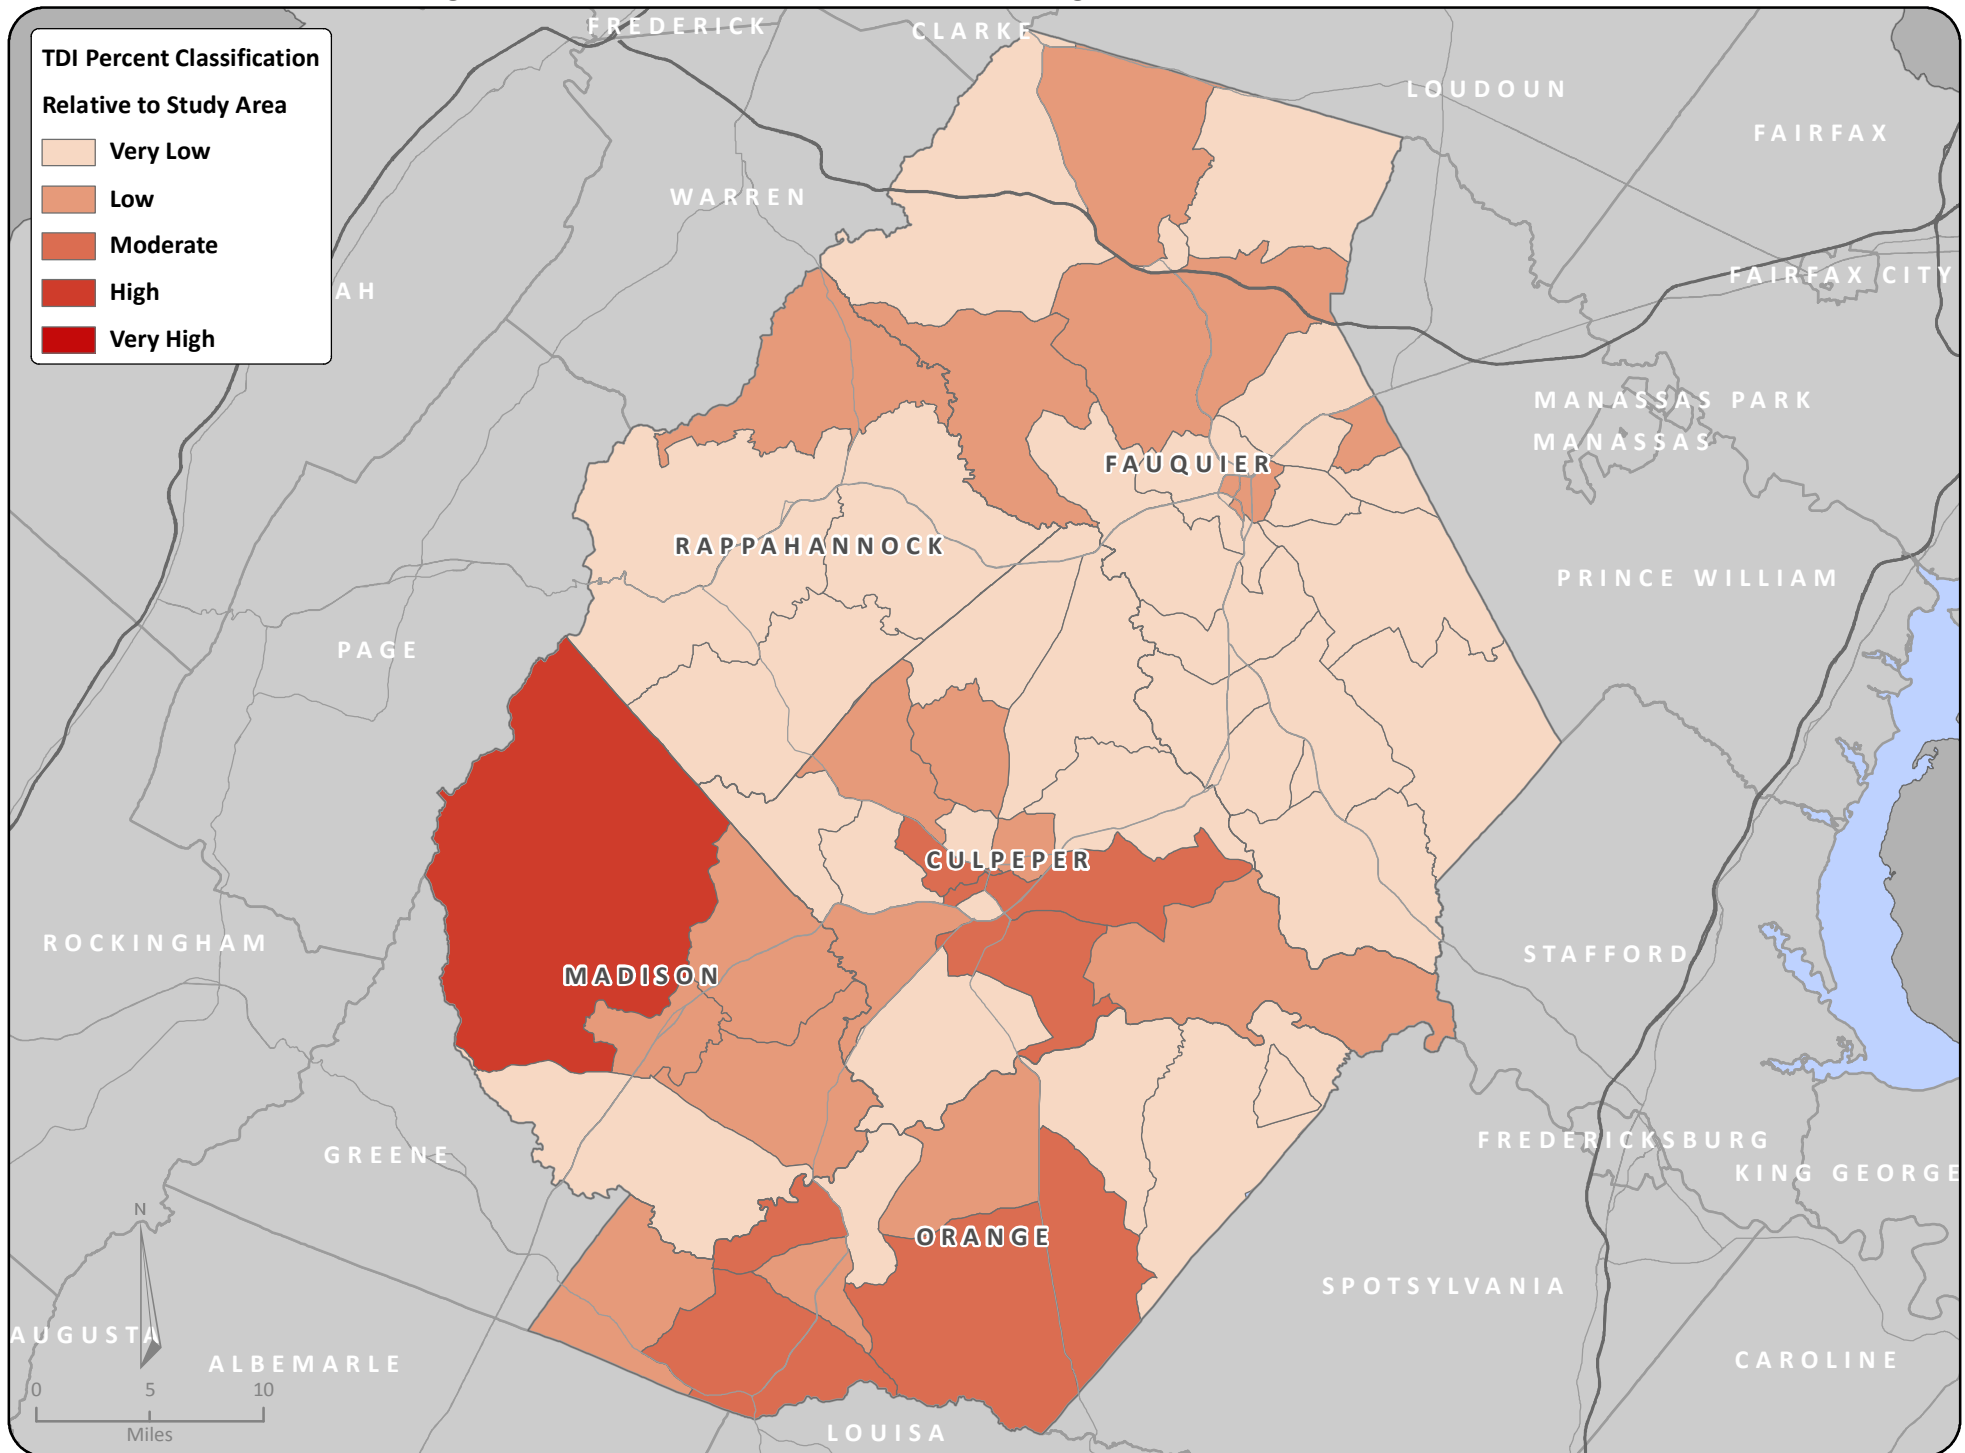 FREDERICK
CLARKE
TDI Percent Classification
Relative to Study Area
Very Low
Low
Moderate
High
Very High
LOUDOUN
FAIRFAX
WARREN
FAIRFAX CITY
AH
MANASSAS PARK
MANASSAS
FAUQUIER
RAPPAHANNOCK
PRINCE WILLIAM
PAGE
CULPEPER
ROCKINGHAM
STAFFORD
MADISON
FREDERICKSBURG
GREENE
KING GEORGE
N
ORANGE
SPOTSYLVANIA
AUGUSTA
ALBEMARLE
CAROLINE
0 5 10
Miles
LOUISA